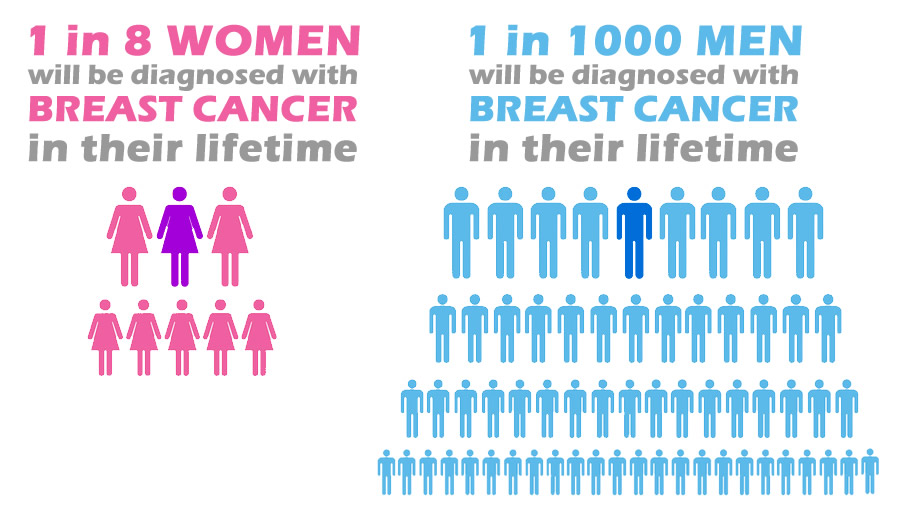 1 in 8 WOMEN
will be diagnosed with
BREAST CANCER
in their lifetime
1 in 1000 MEN
will be diagnosed with
BREAST CANCER
in their lifetime